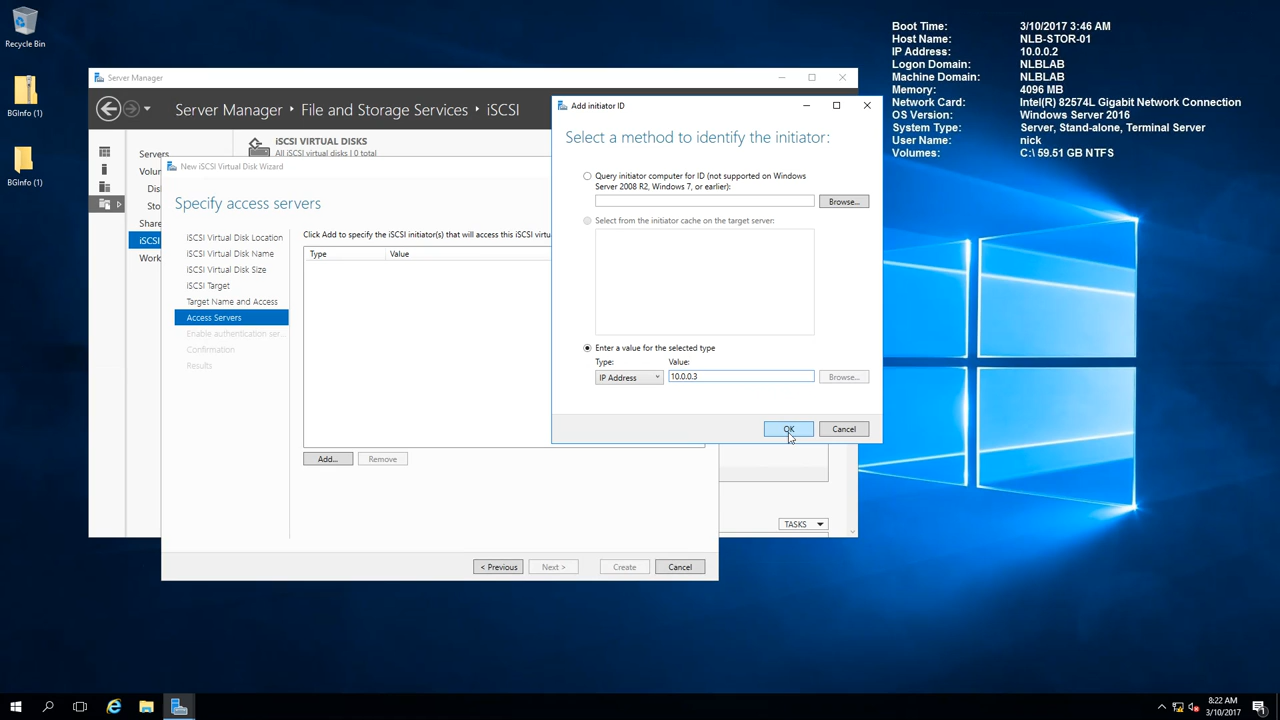 Recycle Bin
BGInfo (1)
BGInfo (1)
Boot Time: 3/10/2017 3:46 AM
Host Name: NLB-STOR-01
IP Address: 10.0.0.2
Logon Domain: NLBLAB
Machine Domain: NLBLAB
Memory: 4096 MB
Network Card: Intel(R) 82574L Gigabit Network Connection
OS Version: Windows Server 2016
System Type: Server, Stand-alone, Terminal Server
User Name: nick
Volumes: C:\ 59.51 GB NTFS
Server Manager
Server Manager ▸ File and Storage Services ▸ iSCSI
Servers
Volu
Dis
Sto
Share
iSCSI
Work
iSCSI VIRTUAL DISKS
All iSCSI virtual disks | 0 total
TASKS
New iSCSI Virtual Disk Wizard
Specify access servers
iSCSI Virtual Disk Location
iSCSI Virtual Disk Name
iSCSI Virtual Disk Size
iSCSI Target
Target Name and Access
Access Servers
Enable authentication ser...
Confirmation
Results
Click Add to specify the iSCSI initiator(s) that will access this iSCSI virtu
Type Value
Add... Remove
< Previous Next > Create Cancel
Add initiator ID
Select a method to identify the initiator:
Query initiator computer for ID (not supported on Windows
Server 2008 R2, Windows 7, or earlier):
Browse...
Select from the initiator cache on the target server:
Enter a value for the selected type
Type: Value:
IP Address 10.0.0.3 Browse...
OK Cancel
8:22 AM
3/10/2017
1